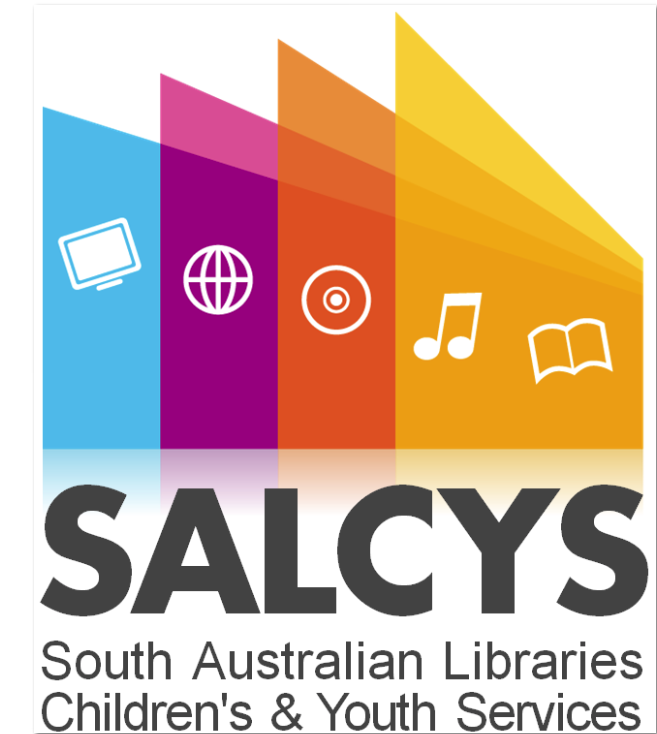 SALCYS
South Australian Libraries
Children's & Youth Services